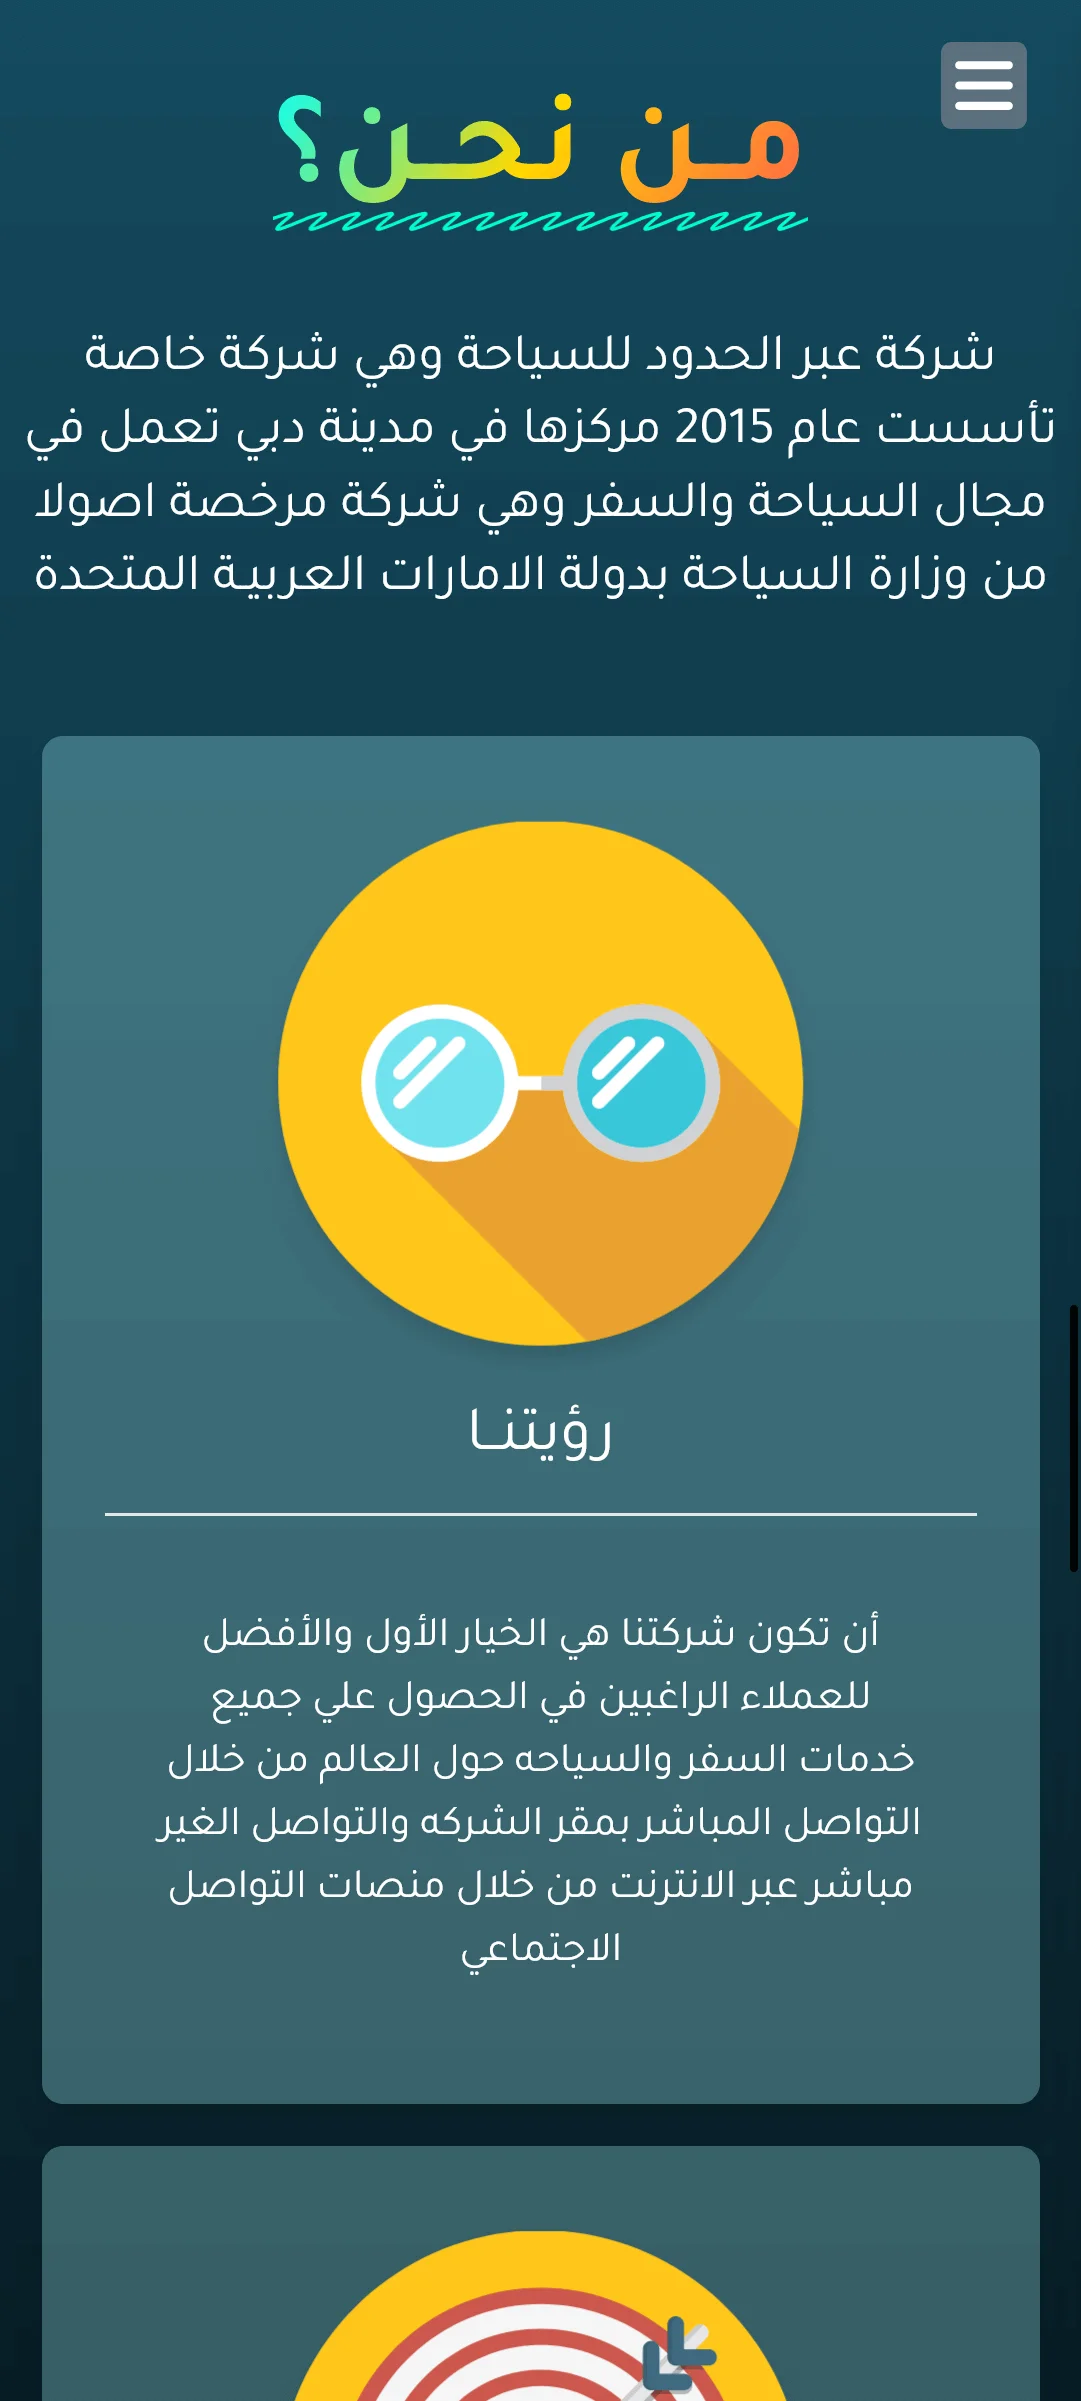 من نحن؟
شركة عبر الحدود للسياحة وهي شركة خاصة
تأسست عام 2015 مركزها في مدينة دبي تعمل في
مجال السياحة والسفر وهي شركة مرخصة اصولا
من وزارة السياحة بدولة الامارات العربية المتحدة
رؤيتنـا
أن تكون شركتنا هي الخيار الأول والأفضل
للعملاء الراغبين في الحصول علي جميع
خدمات السفر والسياحه حول العالم من خلال
التواصل المباشر بمقر الشركه والتواصل الغير
مباشر عبر الانترنت من خلال منصات التواصل
الاجتماعي